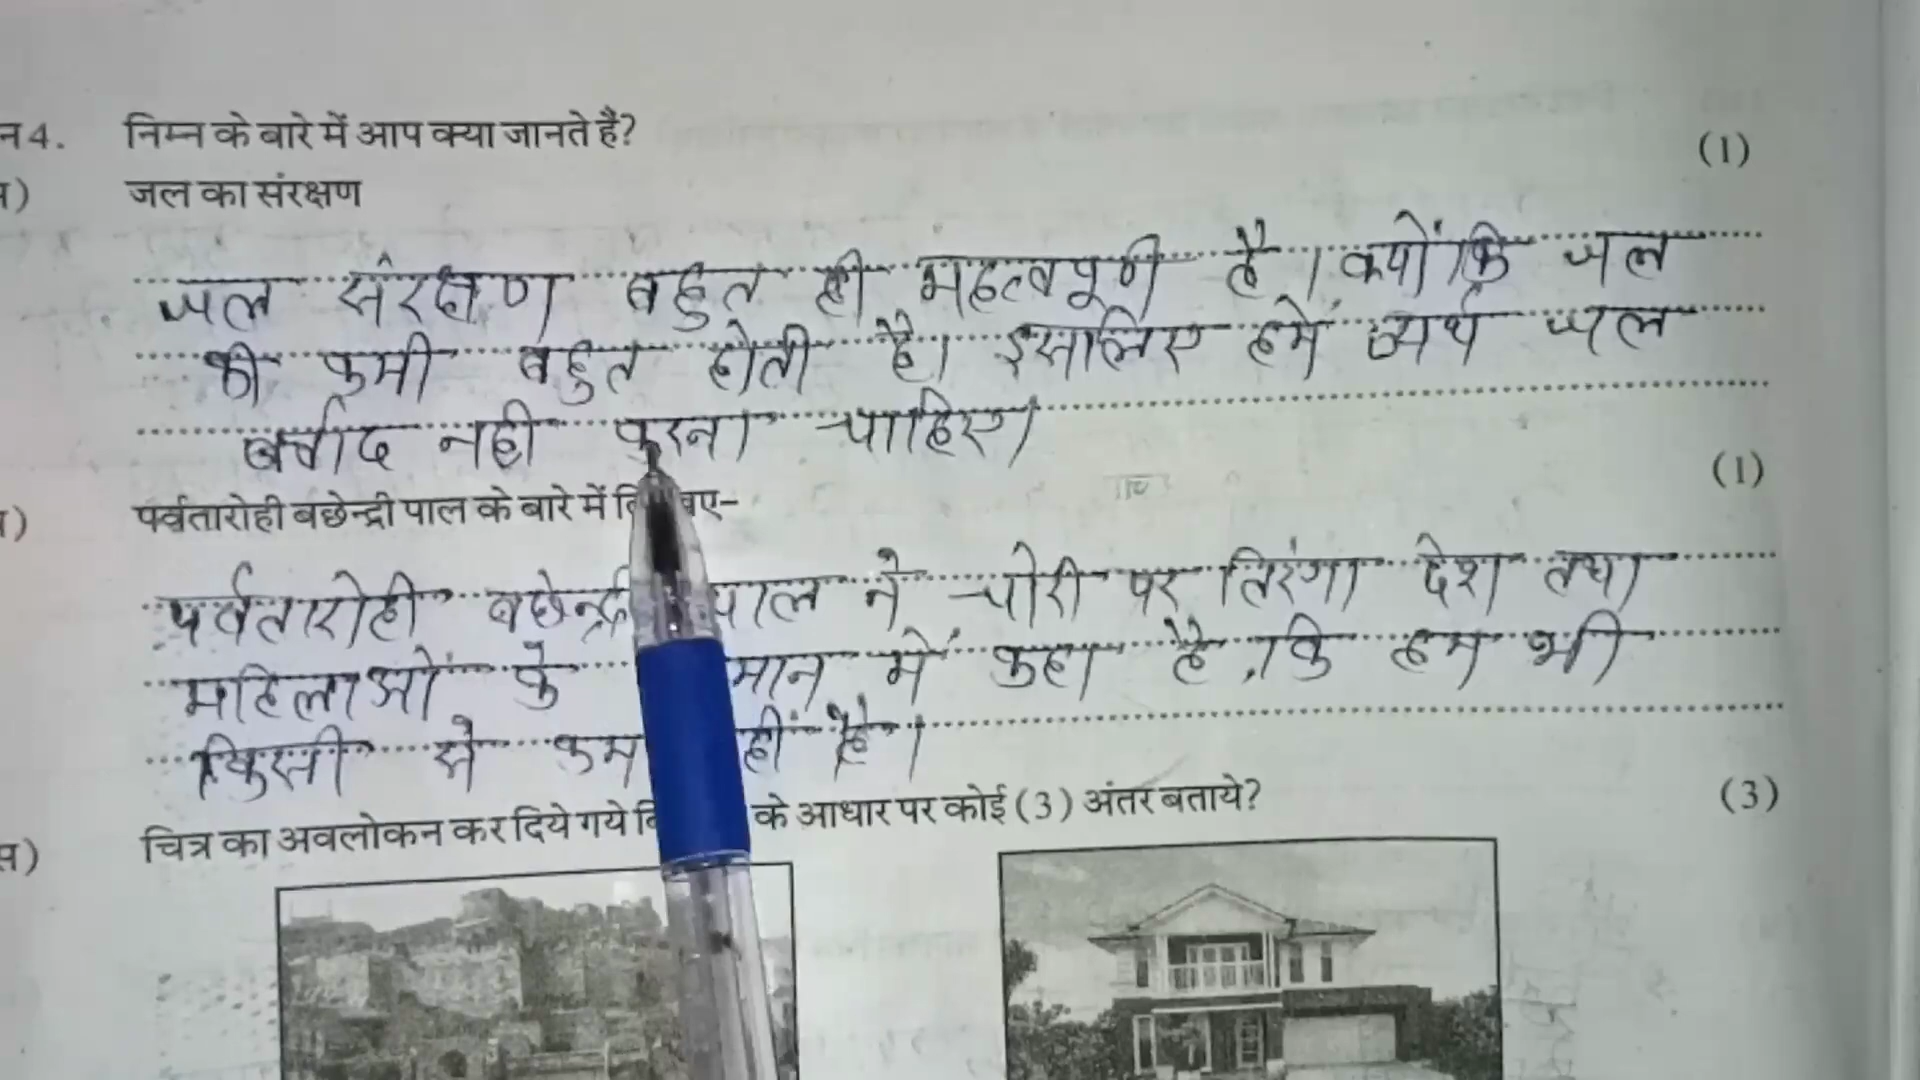 न 4. निम्न के बारे में आप क्या जानते हैं? (1)
जल का संरक्षण
जल संरक्षण बहुत ही महत्वपूर्ण है। क्योंकि जल
की कमी बहुत होती है। इसलिए हमें व्यर्थ जल
बर्बाद नही करना चाहिए।
(1)
पर्वतारोही बछेन्द्री पाल के बारे में
पर्वतारोही बछेन्द्री पाल ने चोरी पर तिरंगा देश तथा
महिलाओं के मान में कहा है कि हम भी
किसी से कम हीं है।
स) चित्र का अवलोकन कर दिये गये के आधार पर कोई (3) अंतर बताये? (3)